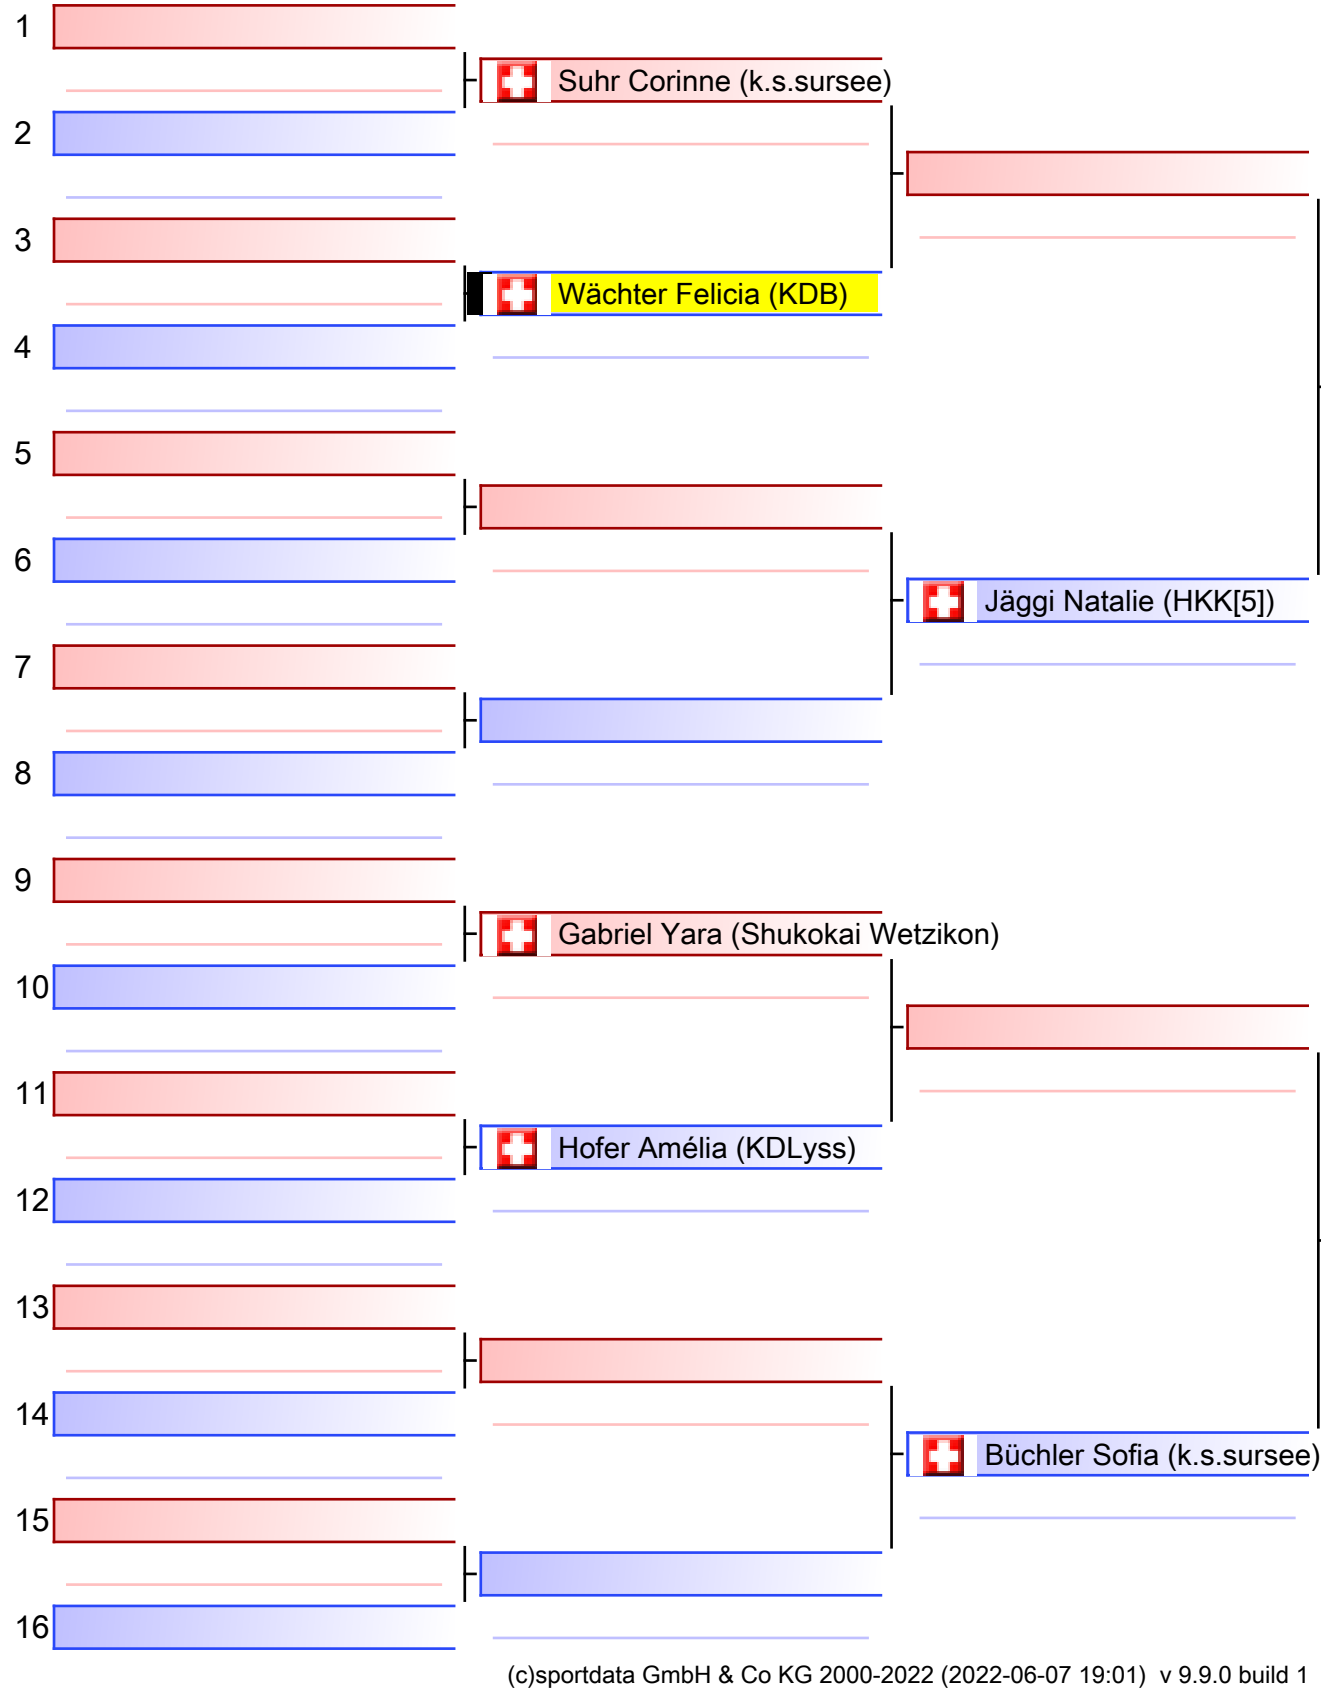 1
Suhr Corinne (k.s.sursee)
2
3
Wächter Felicia (KDB)
4
5
6
Jäggi Natalie (HKK[5])
7
8
9
Gabriel Yara (Shukokai Wetzikon)
10
11
Hofer Amélia (KDLyss)
12
13
14
Büchler Sofia (k.s.sursee)
15
16
(c)sportdata GmbH & Co KG 2000-2022 (2022-06-07 19:01) v 9.9.0 build 1